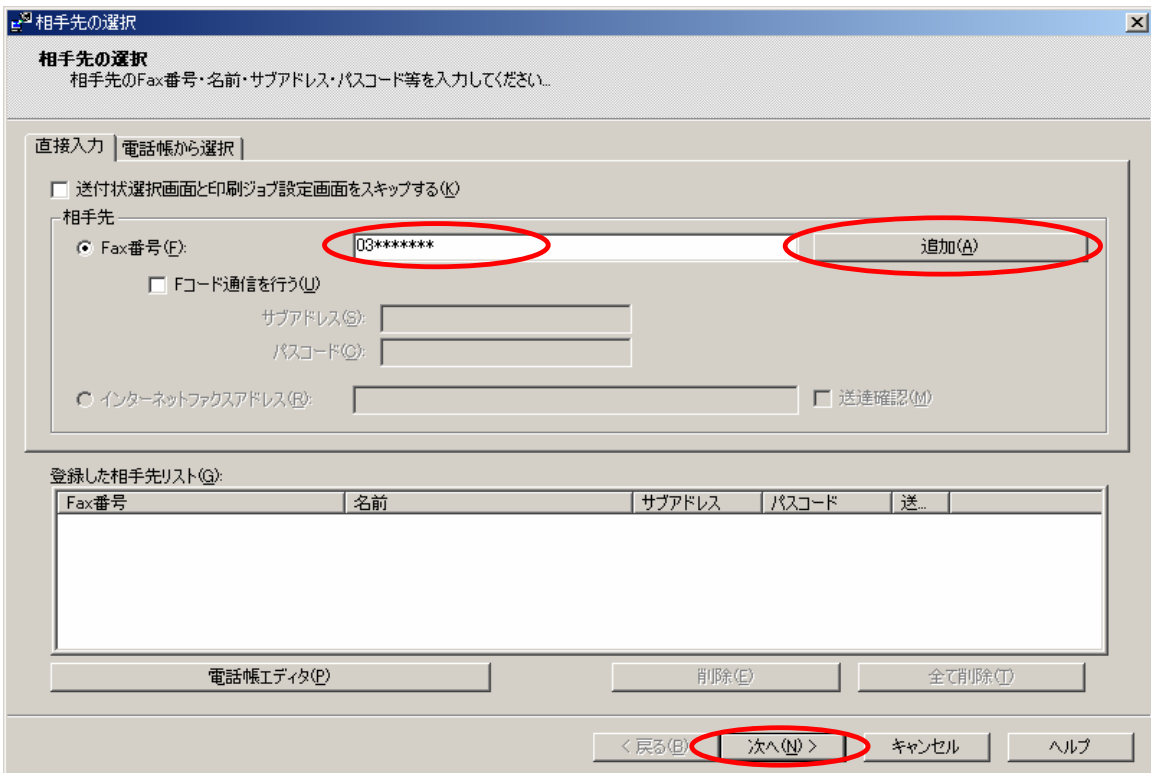 相手先の選択
相手先の選択
相手先のFax番号・名前・サブアドレス・パスコード等を入力してください...
直接入力 電話帳から選択
送付状選択画面と印刷ジョブ設定画面をスキップする(K)
相手先
Fax番号(F): 03******* 追加(A)
Fコード通信を行う(U)
サブアドレス(S):
パスコード(C):
インターネットファクスアドレス(R): 送達確認(M)
登録した相手先リスト(G):
Fax番号 名前 サブアドレス パスコード 送...
電話帳エディタ(P) 削除(E) 全て削除(T)
< 戻る(B) 次へ(N) > キャンセル ヘルプ